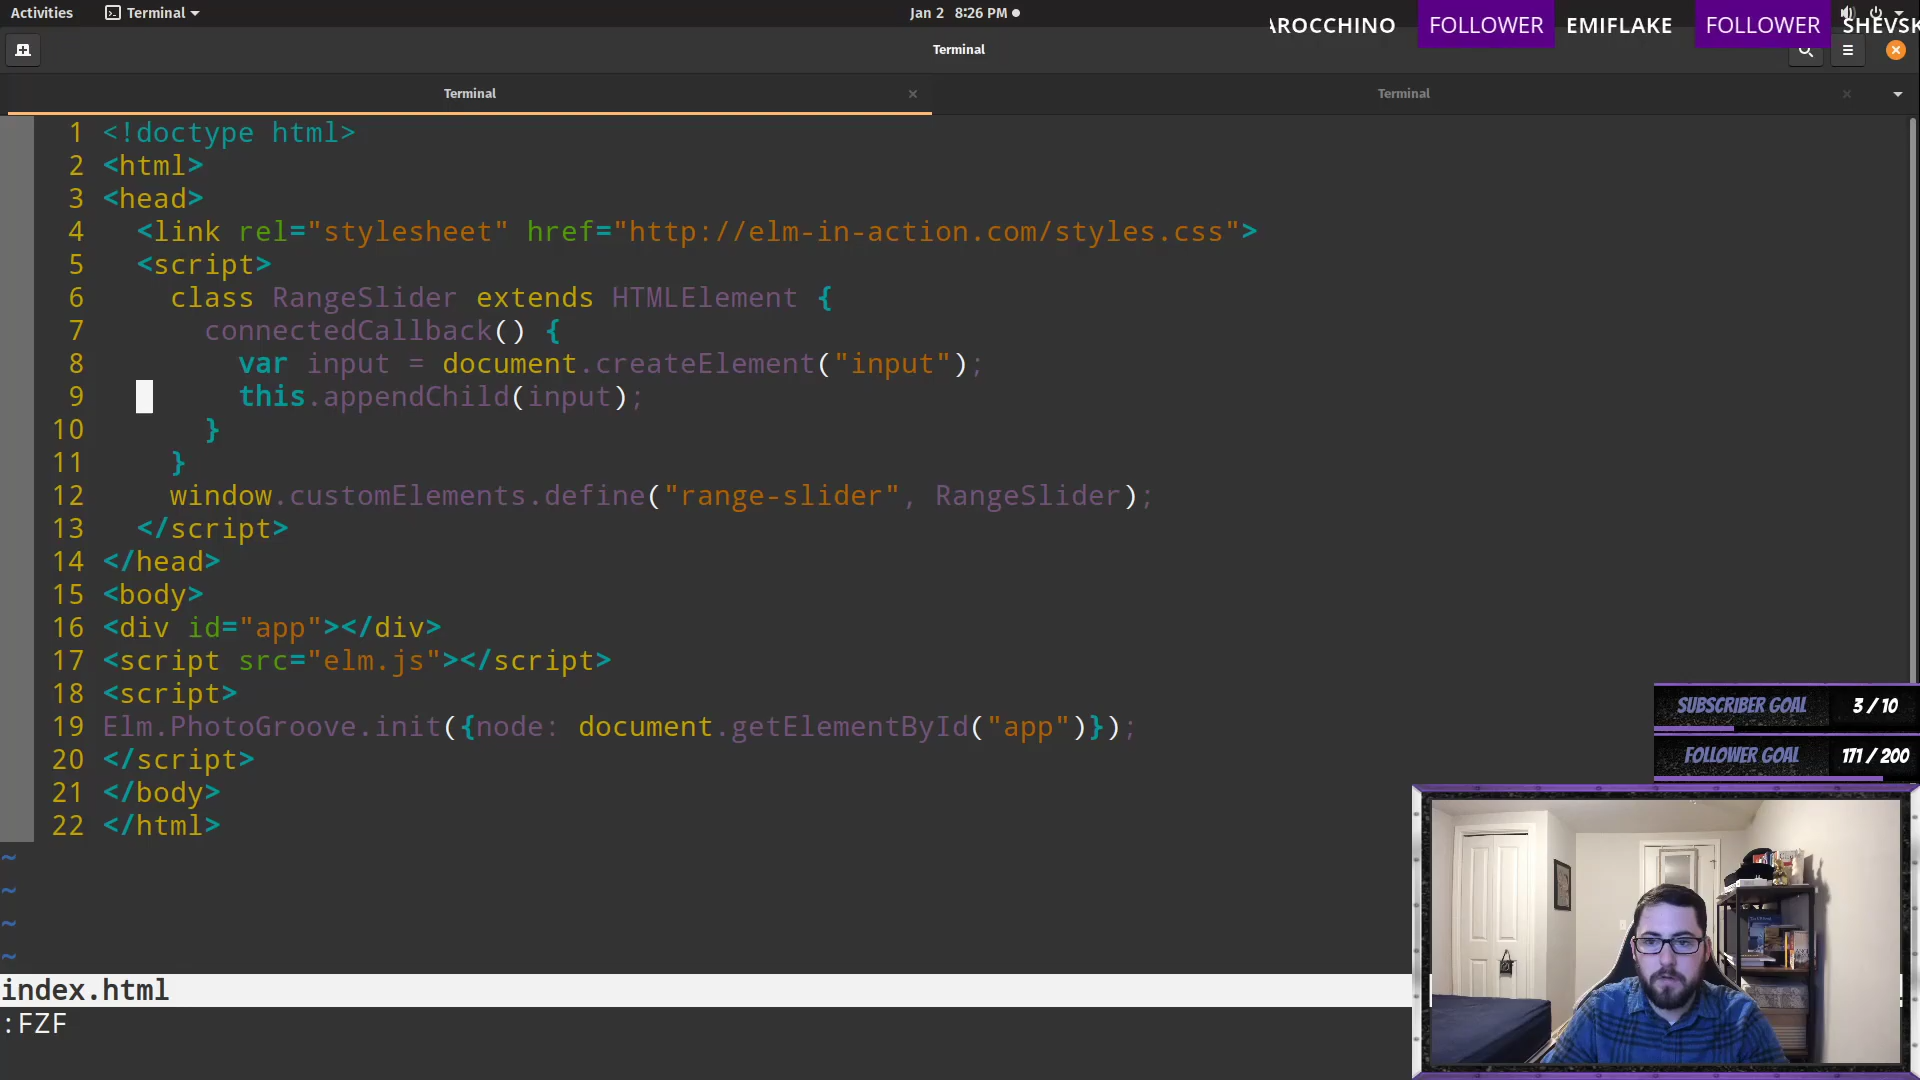 Activities
Terminal
Jan 2 8:26 PM
AROCCHINO FOLLOWER EMIFLAKE FOLLOWER SHEVSK
Terminal
Terminal
Terminal
1 <!doctype html>
2 <html>
3 <head>
4 <link rel="stylesheet" href="http://elm-in-action.com/styles.css">
5 <script>
6 class RangeSlider extends HTMLElement {
7 connectedCallback() {
8 var input = document.createElement("input");
9 this.appendChild(input);
10 }
11 }
12 window.customElements.define("range-slider", RangeSlider);
13 </script>
14 </head>
15 <body>
16 <div id="app"></div>
17 <script src="elm.js"></script>
18 <script>
19 Elm.PhotoGroove.init({node: document.getElementById("app")});
20 </script>
21 </body>
22 </html>
~
~
~
~
SUBSCRIBER GOAL 3 / 10
FOLLOWER GOAL 171 / 200
index.html
:FZF